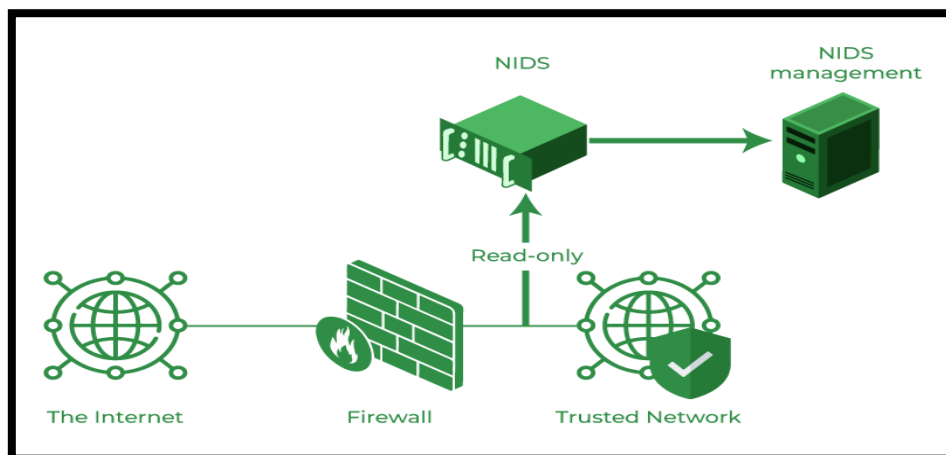 NIDS
NIDS
management
Read-only
The Internet
Firewall
Trusted Network